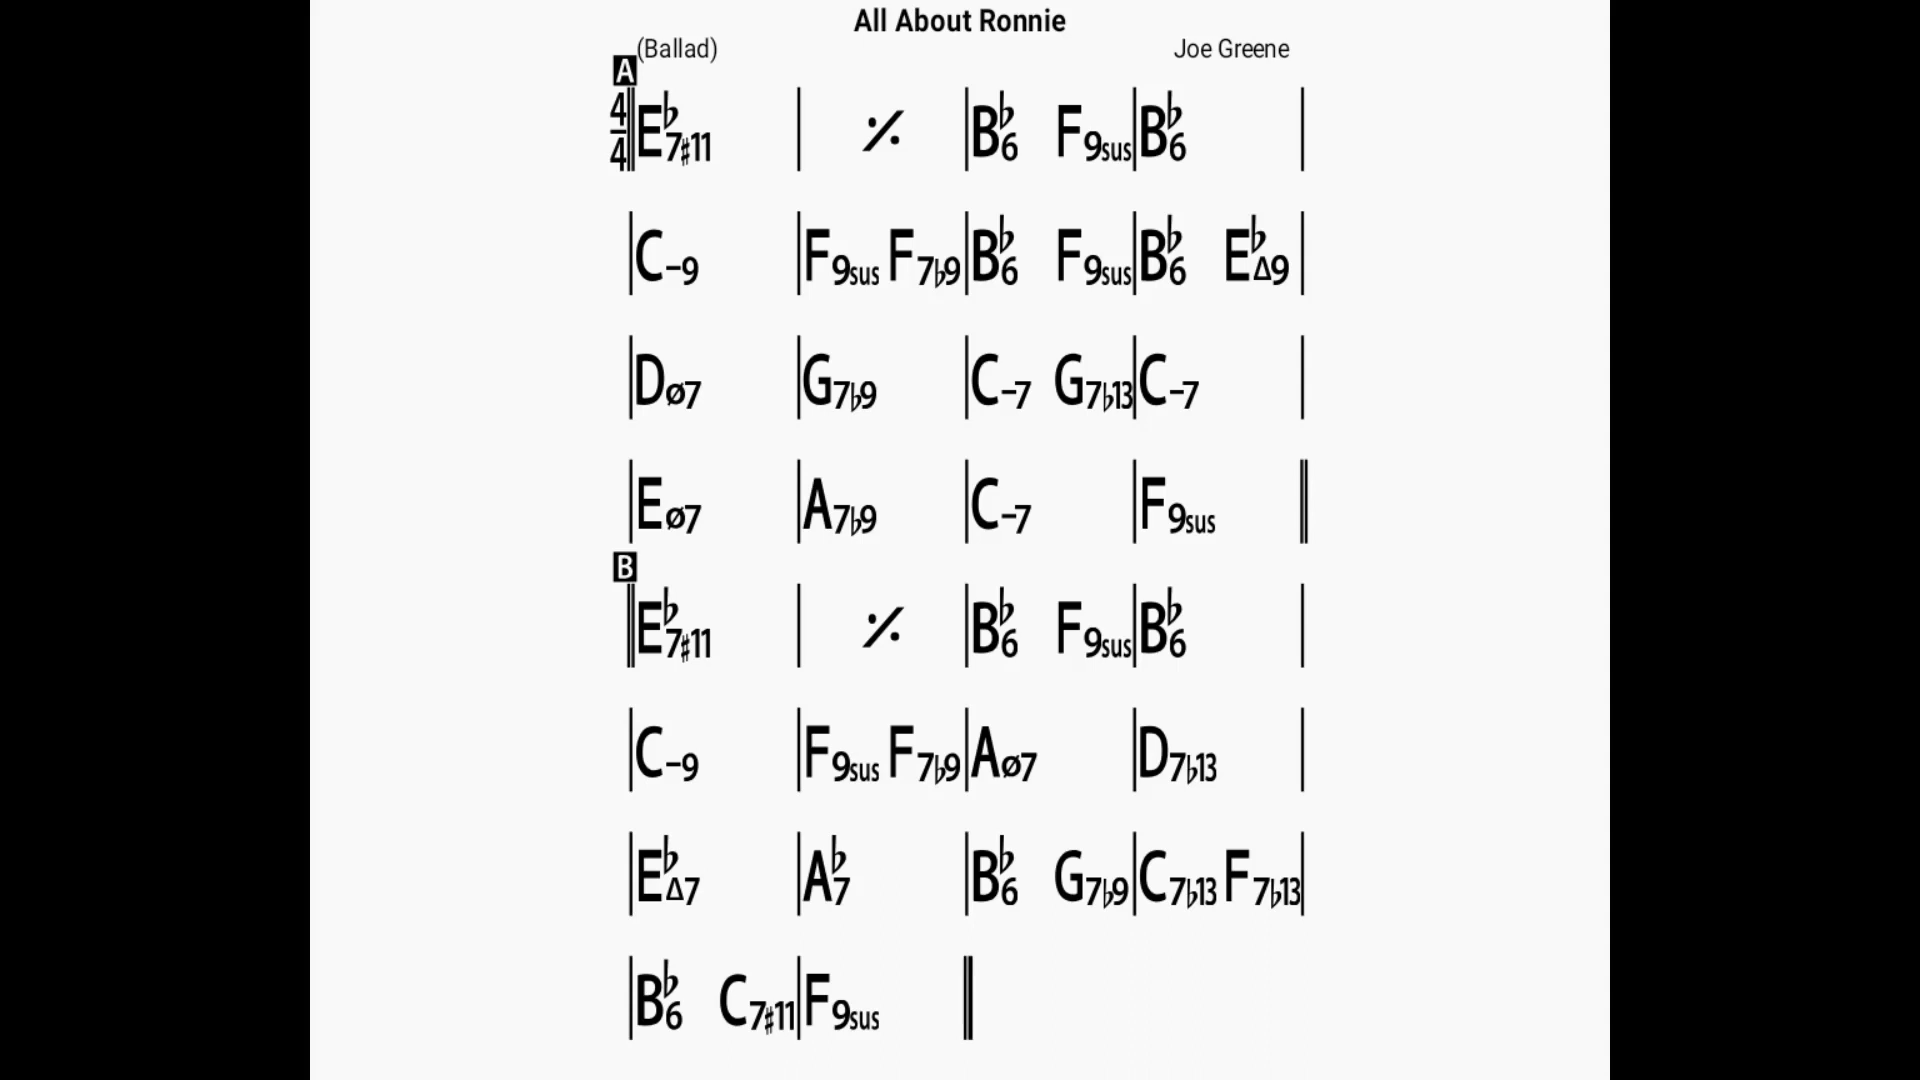 All About Ronnie
(Ballad) Joe Greene
A
4/4 E♭7♯11 | 𝄎 | B♭6 F9sus | B♭6 |
C–9 | F9sus F7♭9 | B♭6 F9sus | B♭6 E♭Δ9 |
Dø7 | G7♭9 | C–7 G7♭13 | C–7 |
Eø7 | A7♭9 | C–7 | F9sus ||
B
E♭7♯11 | 𝄎 | B♭6 F9sus | B♭6 |
C–9 | F9sus F7♭9 | Aø7 | D7♭13 |
E♭Δ7 | A♭7 | B♭6 G7♭9 | C7♭13 F7♭13 |
B♭6 C7♯11 | F9sus ||